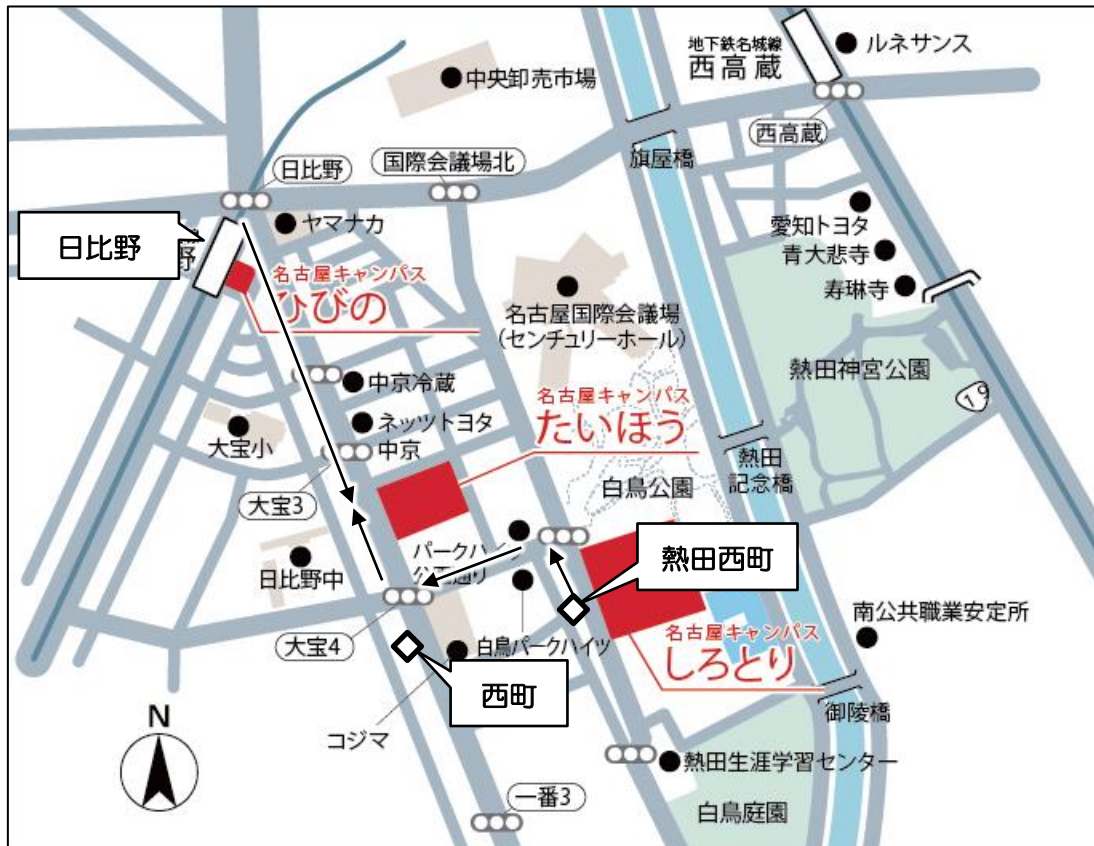 地下鉄名城線
西高蔵
ルネサンス
中央卸売市場
西高蔵
旗屋橋
日比野
国際会議場北
ヤマナカ
日比野
野
名古屋キャンパス
ひびの
愛知トヨタ
青大悲寺
寿琳寺
名古屋国際会議場
(センチュリーホール)
熱田神宮公園
19
中京冷蔵
名古屋キャンパス
たいほう
ネッツトヨタ
中京
大宝小
熱田
記念橋
白鳥公園
大宝3
パークハイ
通り
熱田西町
日比野中
大宝4
白鳥パークハイツ
名古屋キャンパス
しろとり
南公共職業安定所
西町
御陵橋
コジマ
N
熱田生涯学習センター
一番3
白鳥庭園